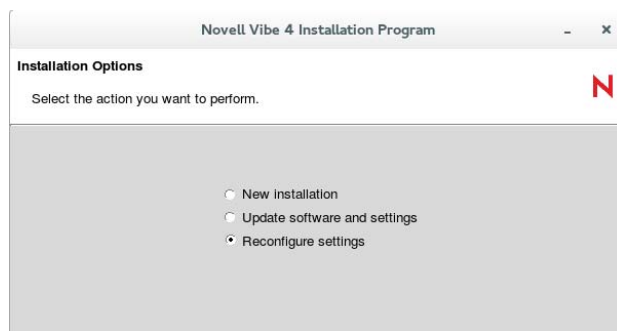 Novell Vibe 4 Installation Program
Installation Options
Select the action you want to perform.
N
New installation
Update software and settings
Reconfigure settings